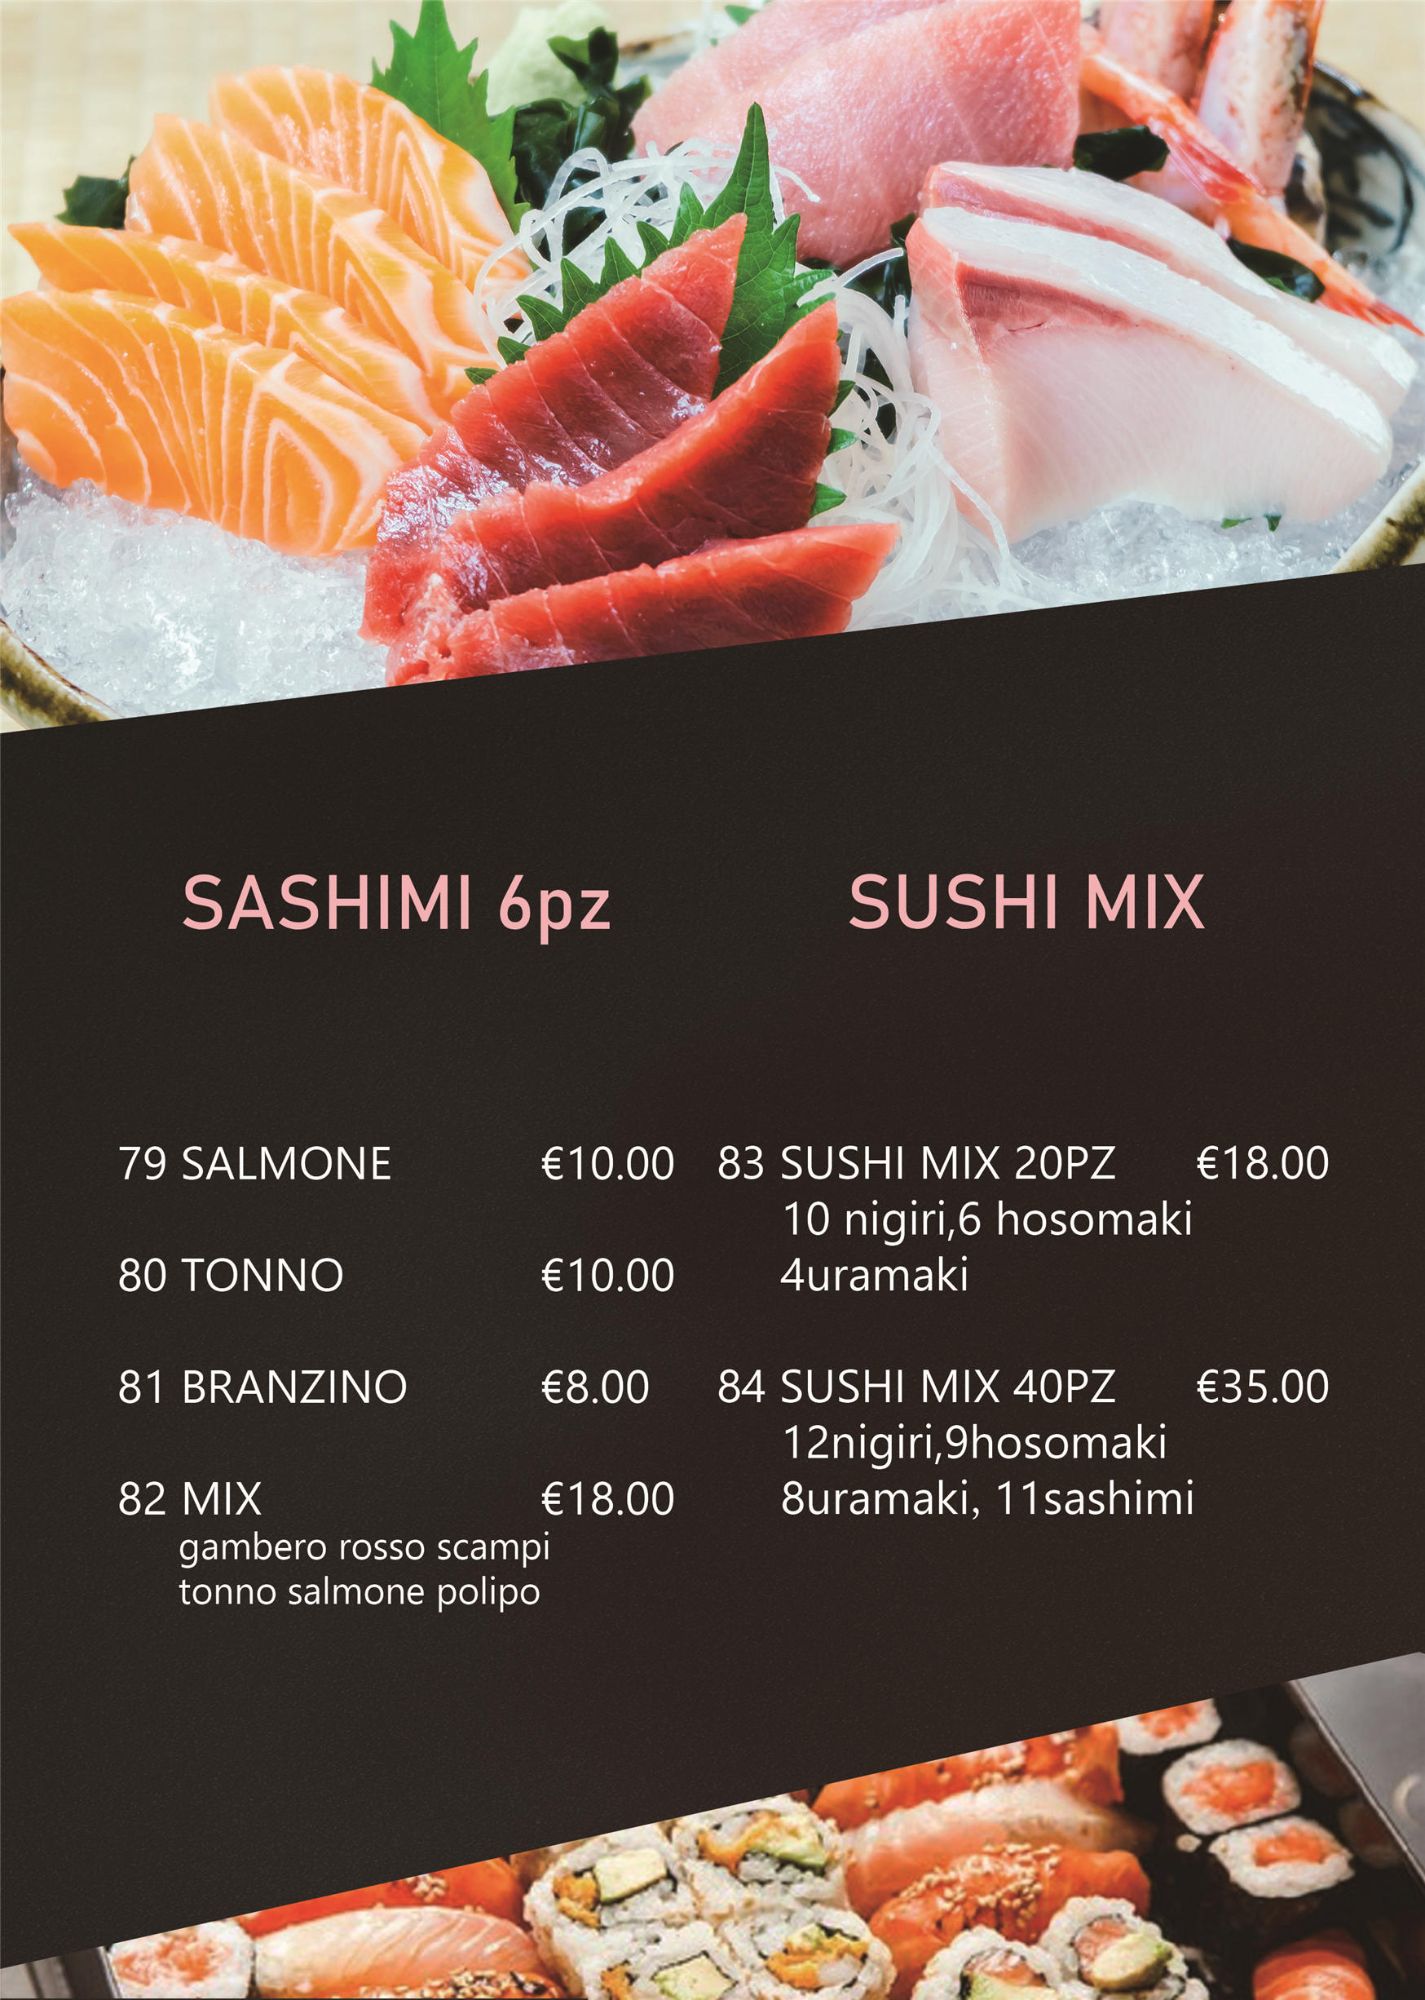 SASHIMI 6pz
79 SALMONE €10.00
80 TONNO €10.00
81 BRANZINO €8.00
82 MIX €18.00
gambero rosso scampi
tonno salmone polipo
SUSHI MIX
83 SUSHI MIX 20PZ €18.00
10 nigiri,6 hosomaki
4uramaki
84 SUSHI MIX 40PZ €35.00
12nigiri,9hosomaki
8uramaki, 11sashimi